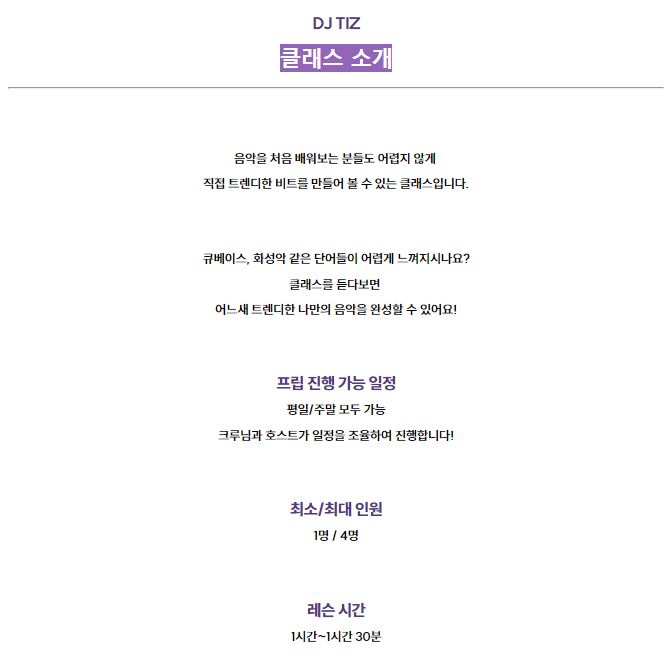 DJ TIZ
클래스 소개
음악을 처음 배워보는 분들도 어렵지 않게
직접 트렌디한 비트를 만들어 볼 수 있는 클래스입니다.
큐베이스, 화성악 같은 단어들이 어렵게 느껴지시나요?
클래스를 듣다보면
어느새 트렌디한 나만의 음악을 완성할 수 있어요!
프립 진행 가능 일정
평일/주말 모두 가능
크루님과 호스트가 일정을 조율하여 진행합니다!
최소/최대 인원
1명 / 4명
레슨 시간
1시간~1시간 30분